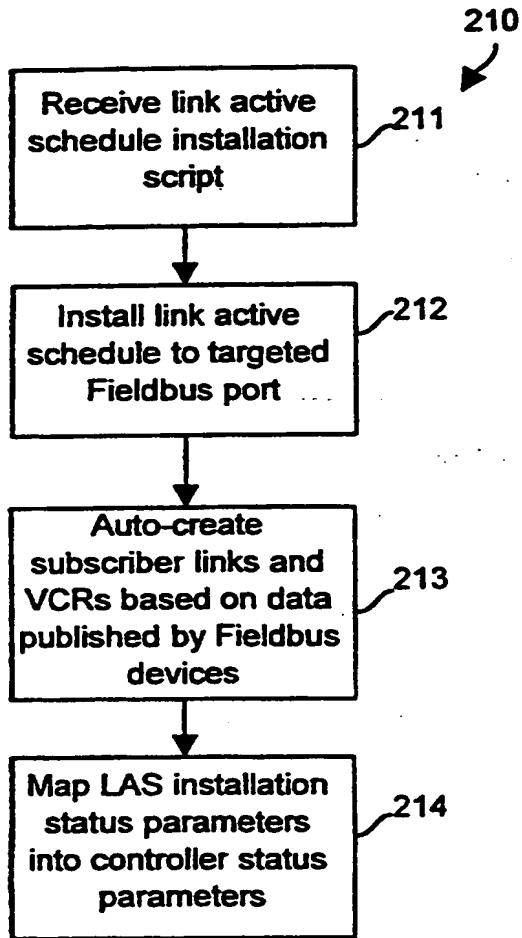 210
Receive link active
schedule installation
script
211
Install link active
schedule to targeted
Fieldbus port
212
Auto-create
subscriber links and
VCRs based on data
published by Fieldbus
devices
213
Map LAS installation
status parameters
into controller status
parameters
214